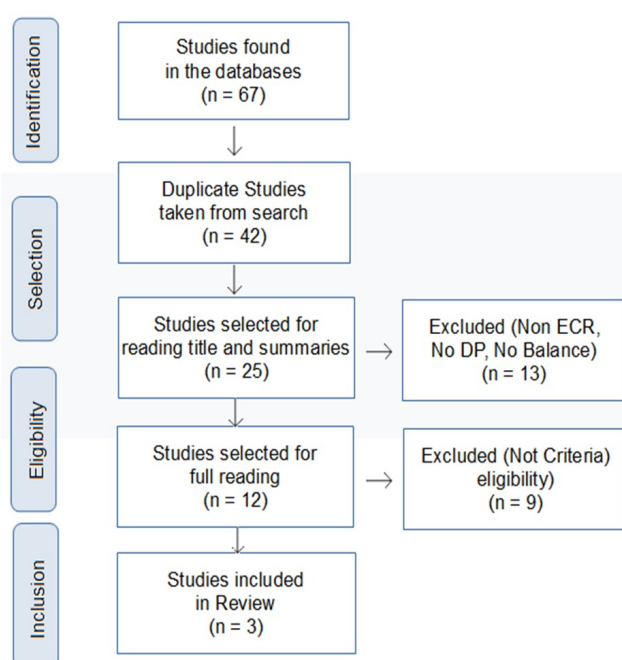 Identification
Studies found
in the databases
(n = 67)
Duplicate Studies
taken from search
(n = 42)
Selection
Studies selected for
reading title and summaries
(n = 25)
Excluded (Non ECR,
No DP, No Balance)
(n = 13)
Eligibility
Studies selected for
full reading
(n = 12)
Excluded (Not Criteria)
eligibility)
(n = 9)
Inclusion
Studies included
in Review
(n = 3)